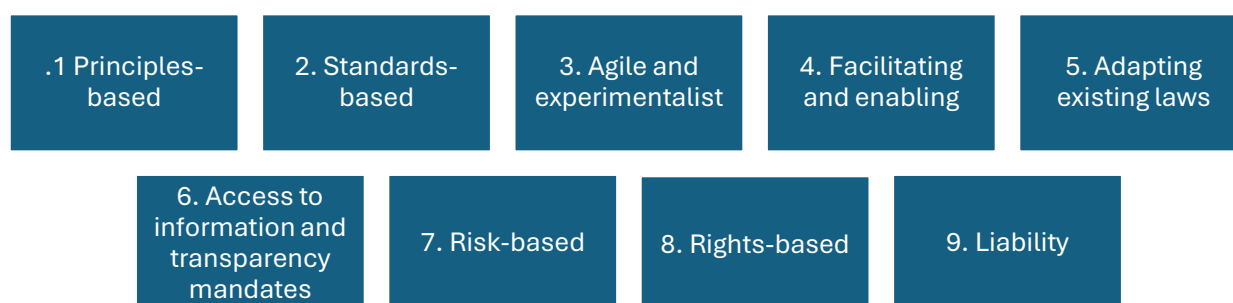 .1 Principles-
based
2. Standards-
based
3. Agile and
experimentalist
4. Facilitating
and enabling
5. Adapting
existing laws
6. Access to
information and
transparency
mandates
7. Risk-based
8. Rights-based
9. Liability